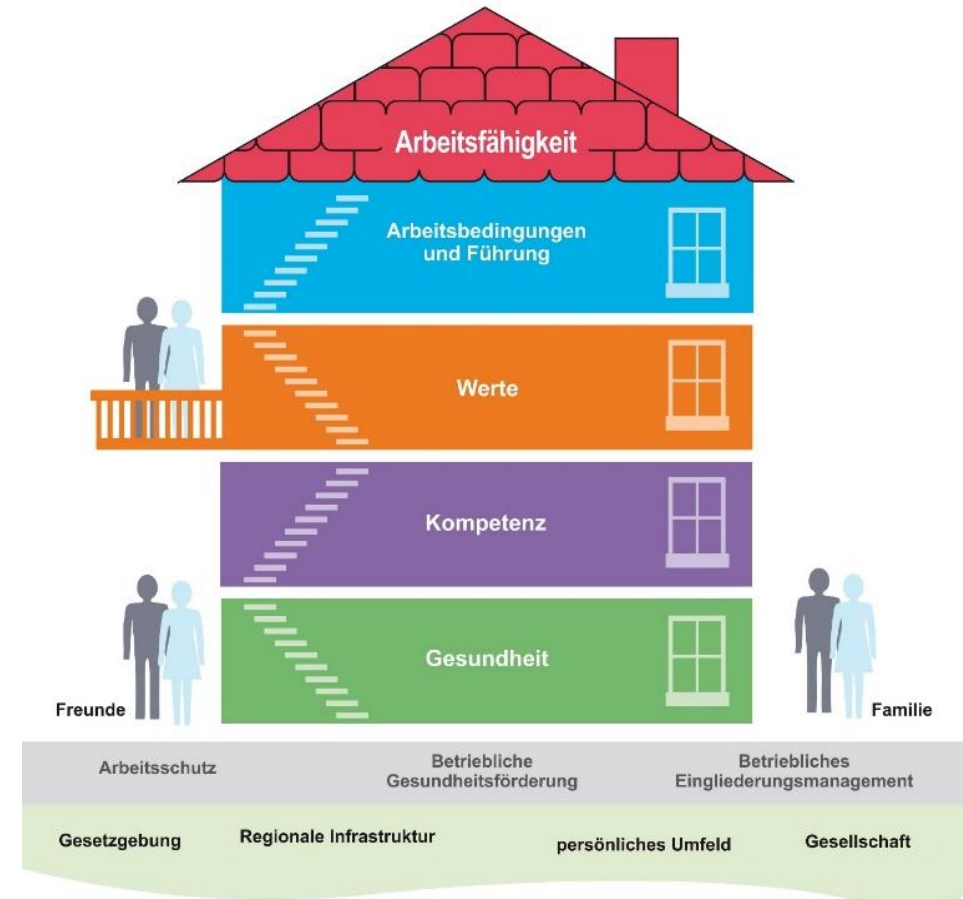 Arbeitsfähigkeit
Arbeitsbedingungen
und Führung
Werte
Kompetenz
Gesundheit
Freunde
Familie
Arbeitsschutz
Betriebliche
Gesundheitsförderung
Betriebliches
Eingliederungsmanagement
Gesetzgebung
Regionale Infrastruktur
persönliches Umfeld
Gesellschaft